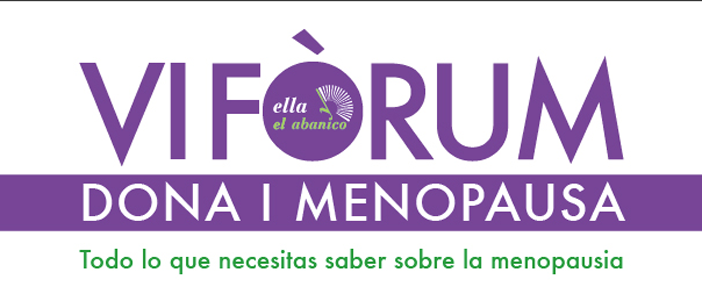 VI FÒRUM
ella
el abanico
DONA I MENOPAUSA
Todo lo que necesitas saber sobre la menopausia